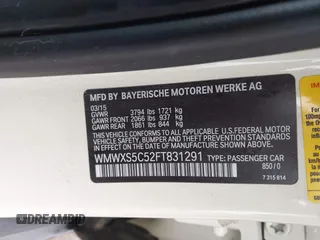 MFD BY BAYERISCHE MOTOREN WERKE AG
03/15
GVWR 3794 lbs 1721 kg
GAWR FRONT 2066 lbs 937 kg
GAWR REAR 1861 lbs 844 kg
THIS VEHICLE CONFORMS TO ALL APPLICABLE
FEDERAL MOTOR VEHICLE SAFETY, BUMPER, AND
THEFT PREVENTION STANDARDS IN EFFECT ON THE
DATE OF MANUFACTURE SHOWN ABOVE.
WMWXS5C52FT831291 TYPE: PASSENGER CAR
850/0
7 315 614
DREAMBID